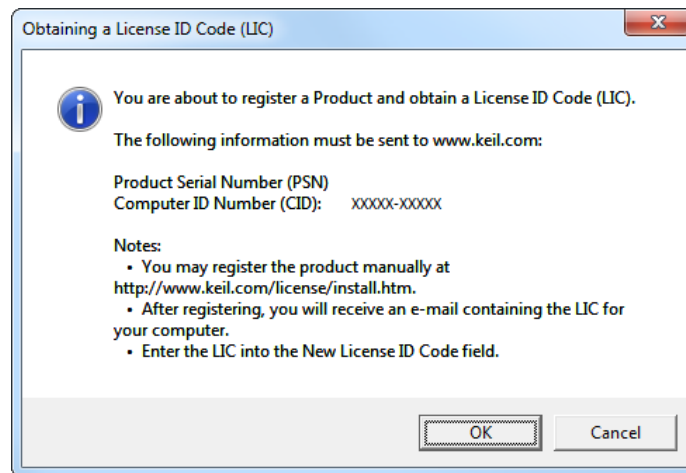 Obtaining a License ID Code (LIC)
You are about to register a Product and obtain a License ID Code (LIC).
The following information must be sent to www.keil.com:
Product Serial Number (PSN)
Computer ID Number (CID): XXXXX-XXXXX
Notes:
• You may register the product manually at
http://www.keil.com/license/install.htm.
• After registering, you will receive an e-mail containing the LIC for
your computer.
• Enter the LIC into the New License ID Code field.
OK Cancel